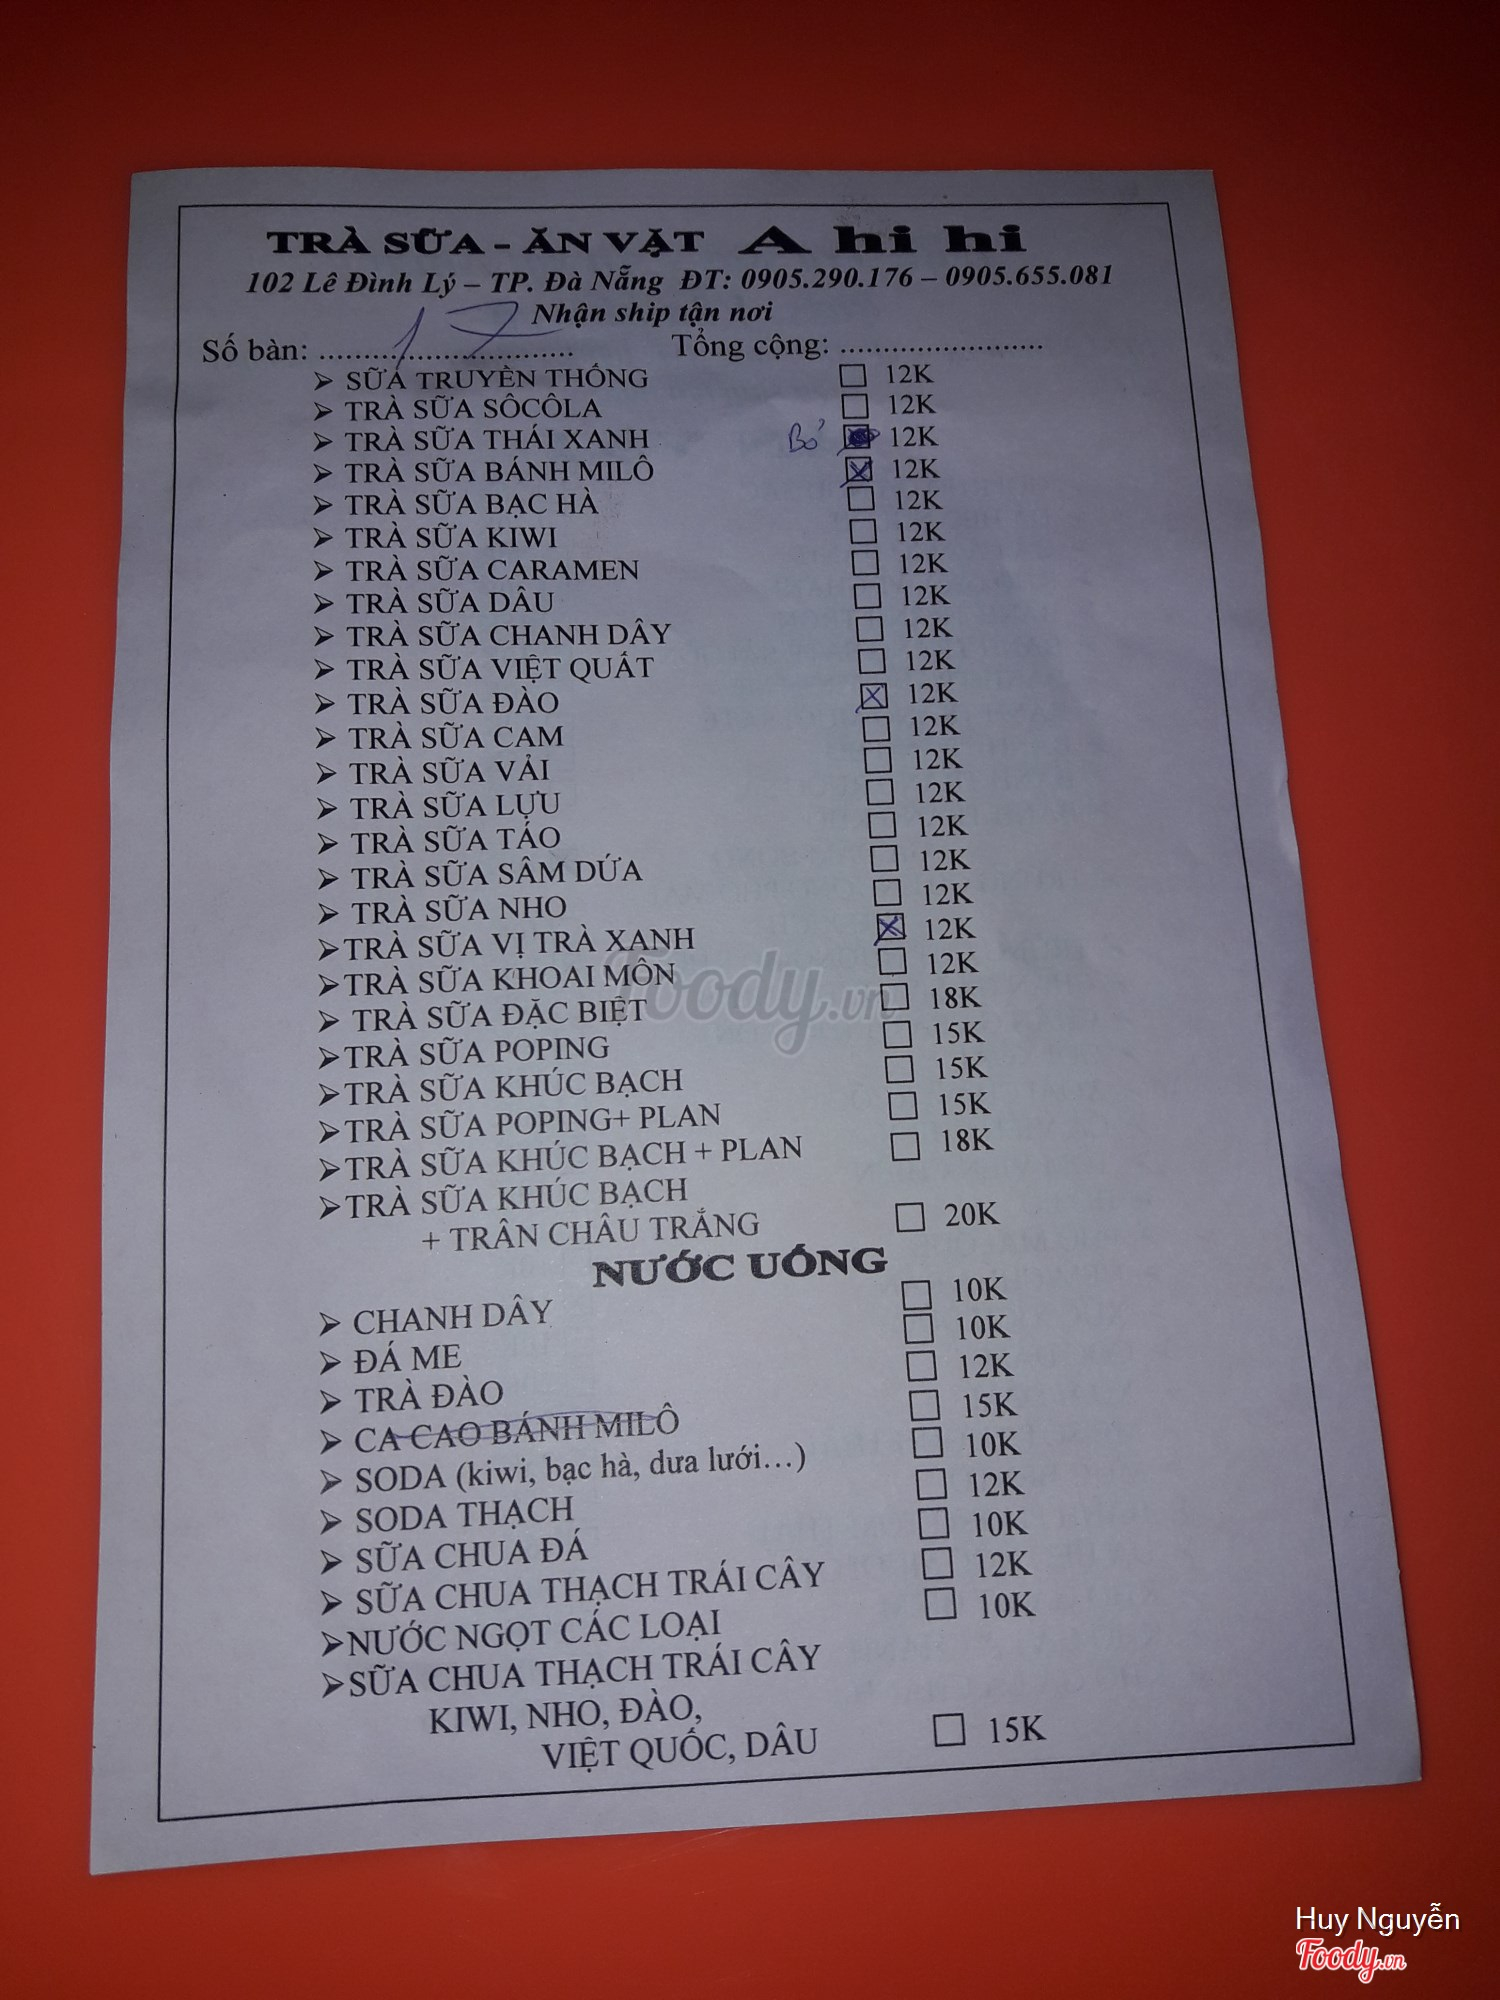 TRÀ SỮA - ĂN VẶT A hi hi
102 Lê Đình Lý – TP. Đà Nẵng ĐT: 0905.290.176 – 0905.655.081
Nhận ship tận nơi
Số bàn: ........17........ Tổng cộng: ......................
➢ SỮA TRUYỀN THỐNG ☐ 12K
➢ TRÀ SỮA SÔCÔLA ☐ 12K
➢ TRÀ SỮA THÁI XANH Bỏ 12K
➢ TRÀ SỮA BÁNH MILÔ ☒ 12K
➢ TRÀ SỮA BẠC HÀ ☐ 12K
➢ TRÀ SỮA KIWI ☐ 12K
➢ TRÀ SỮA CARAMEN ☐ 12K
➢ TRÀ SỮA DÂU ☐ 12K
➢ TRÀ SỮA CHANH DÂY ☐ 12K
➢ TRÀ SỮA VIỆT QUẤT ☐ 12K
➢ TRÀ SỮA ĐÀO ☒ 12K
➢ TRÀ SỮA CAM ☐ 12K
➢ TRÀ SỮA VẢI ☐ 12K
➢ TRÀ SỮA LỰU ☐ 12K
➢ TRÀ SỮA TÁO ☐ 12K
➢ TRÀ SỮA SÂM DỨA ☐ 12K
➢ TRÀ SỮA NHO ☐ 12K
➢TRÀ SỮA VỊ TRÀ XANH ☒ 12K
➢TRÀ SỮA KHOAI MÔN ☐ 12K
➢ TRÀ SỮA ĐẶC BIỆT ☐ 18K
➢TRÀ SỮA POPING ☐ 15K
➢TRÀ SỮA KHÚC BẠCH ☐ 15K
➢TRÀ SỮA POPING+ PLAN ☐ 15K
➢TRÀ SỮA KHÚC BẠCH + PLAN ☐ 18K
➢TRÀ SỮA KHÚC BẠCH
+ TRÂN CHÂU TRẮNG ☐ 20K
NƯỚC UỐNG
➢ CHANH DÂY ☐ 10K
➢ ĐÁ ME ☐ 10K
➢ TRÀ ĐÀO ☐ 12K
➢ CA CAO BÁNH MILÔ ☐ 15K
➢ SODA (kiwi, bạc hà, dưa lưới...) ☐ 10K
➢ SODA THẠCH ☐ 12K
➢ SỮA CHUA ĐÁ ☐ 10K
➢ SỮA CHUA THẠCH TRÁI CÂY ☐ 12K
➢NƯỚC NGỌT CÁC LOẠI ☐ 10K
➢SỮA CHUA THẠCH TRÁI CÂY
KIWI, NHO, ĐÀO,
VIỆT QUỐC, DÂU ☐ 15K
Foody.vn
Huy Nguyễn
Foody.vn